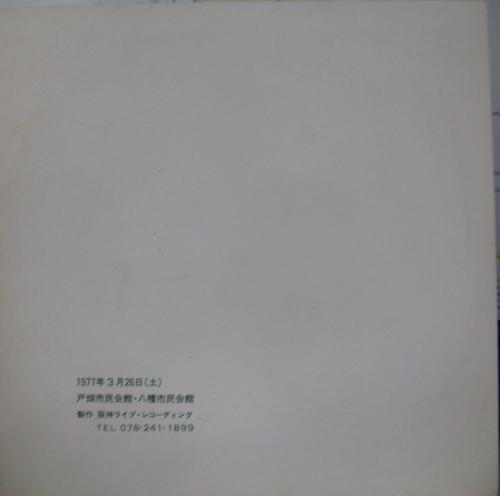 1977年3月26日(土)
戸畑市民会館・八幡市民会館
製作 阪神ライブ・レコーディング
TEL 078-241-1899